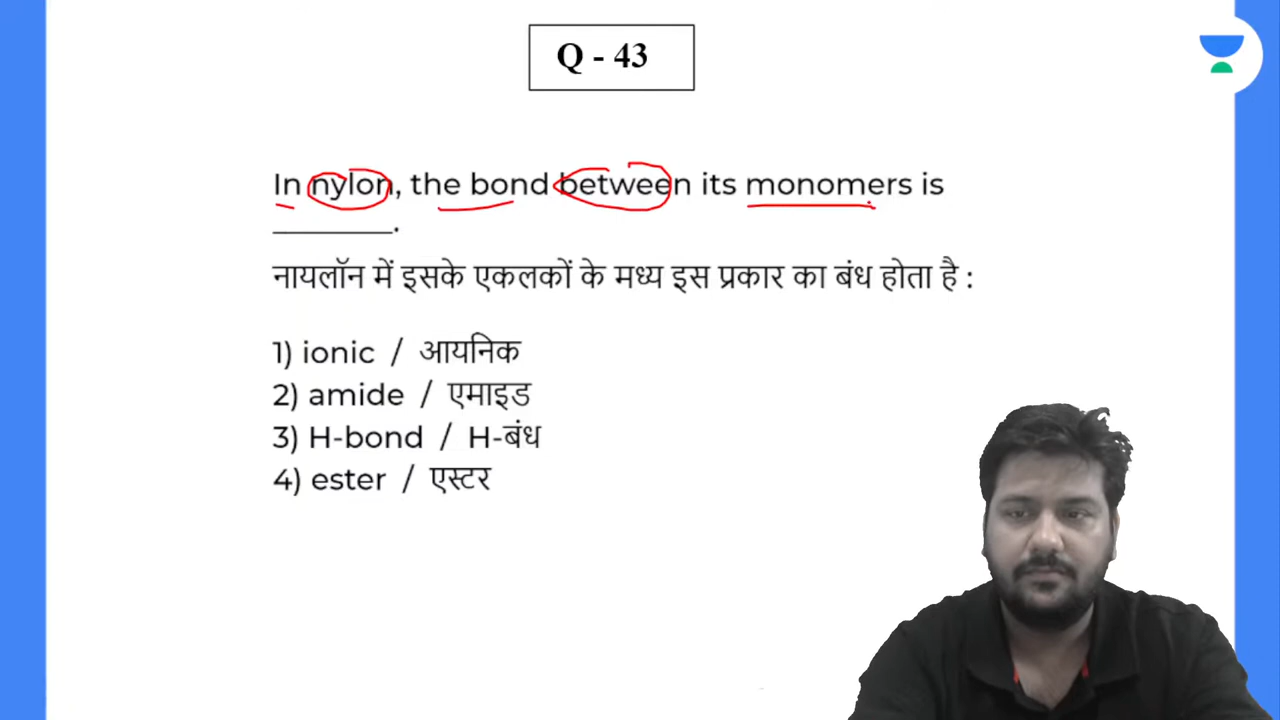 Q - 43
In nylon, the bond between its monomers is
________.
नायलॉन में इसके एकलकों के मध्य इस प्रकार का बंध होता है :
1) ionic / आयनिक
2) amide / एमाइड
3) H-bond / H-बंध
4) ester / एस्टर